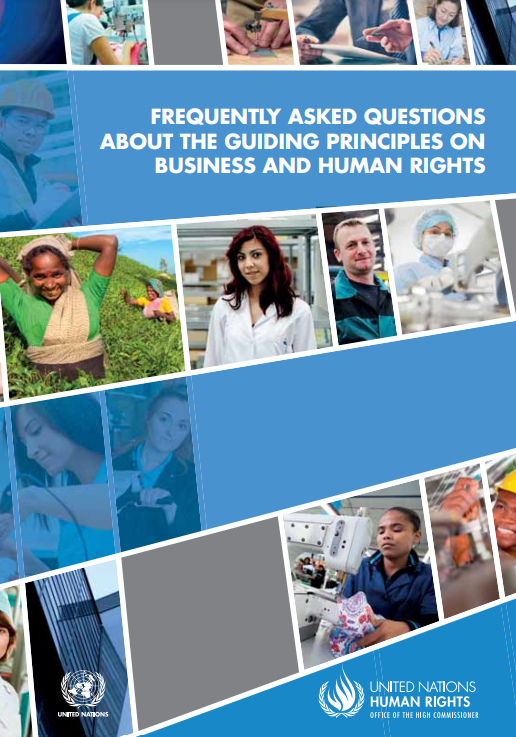 FREQUENTLY ASKED QUESTIONS
ABOUT THE GUIDING PRINCIPLES ON
BUSINESS AND HUMAN RIGHTS
UNITED NATIONS
UNITED NATIONS
HUMAN RIGHTS
OFFICE OF THE HIGH COMMISSIONER